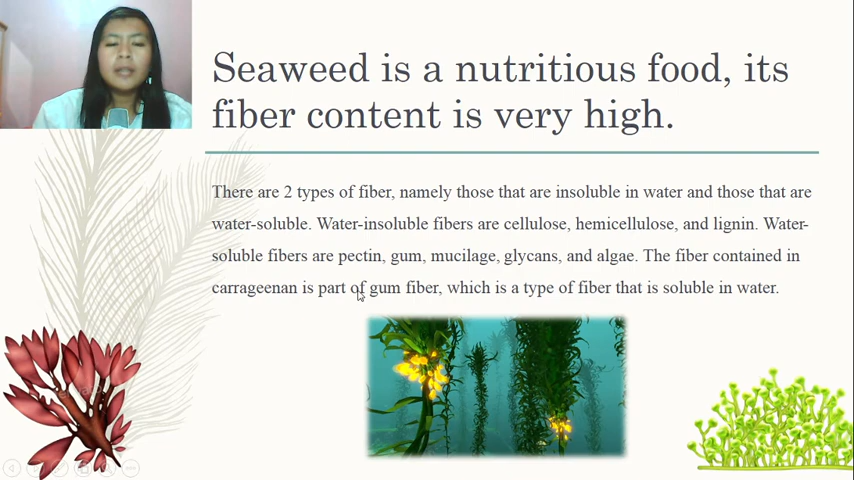 Seaweed is a nutritious food, its
fiber content is very high.
There are 2 types of fiber, namely those that are insoluble in water and those that are
water-soluble. Water-insoluble fibers are cellulose, hemicellulose, and lignin. Water-
soluble fibers are pectin, gum, mucilage, glycans, and algae. The fiber contained in
carrageenan is part of gum fiber, which is a type of fiber that is soluble in water.